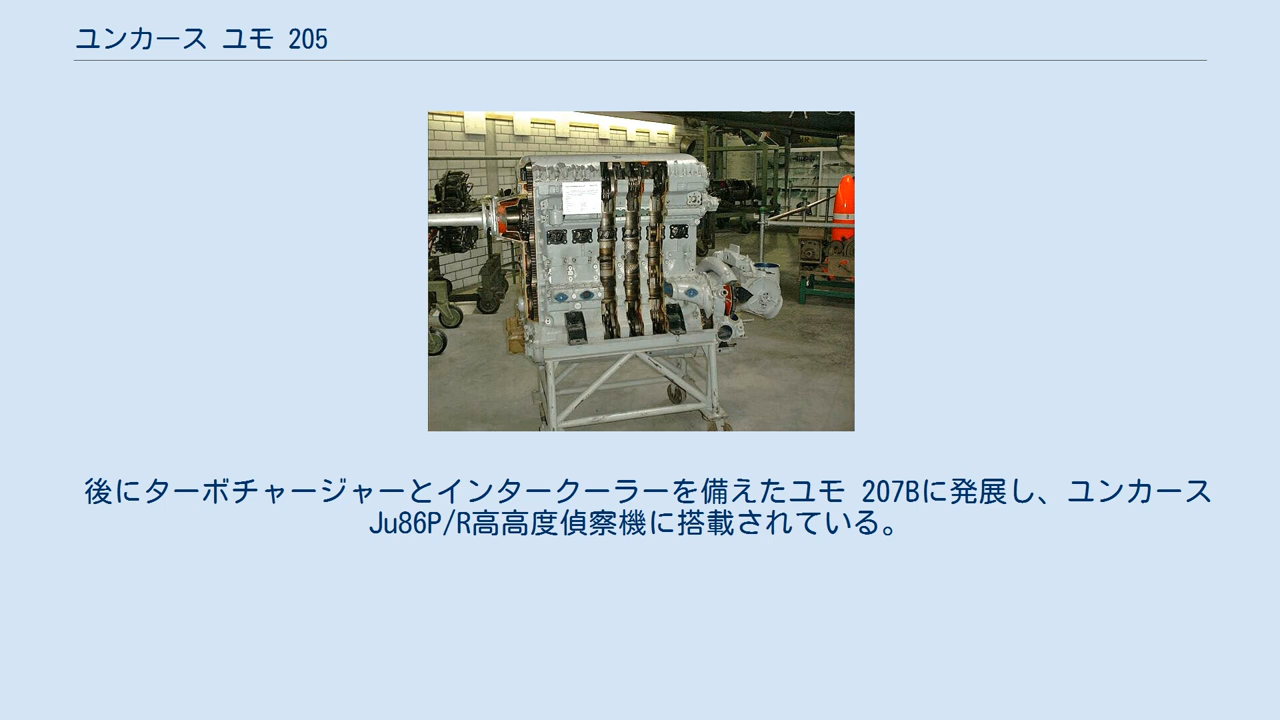 ユンカース ユモ 205
後にターボチャージャーとインタークーラーを備えたユモ 207Bに発展し、ユンカース
Ju86P/R高高度偵察機に搭載されている。